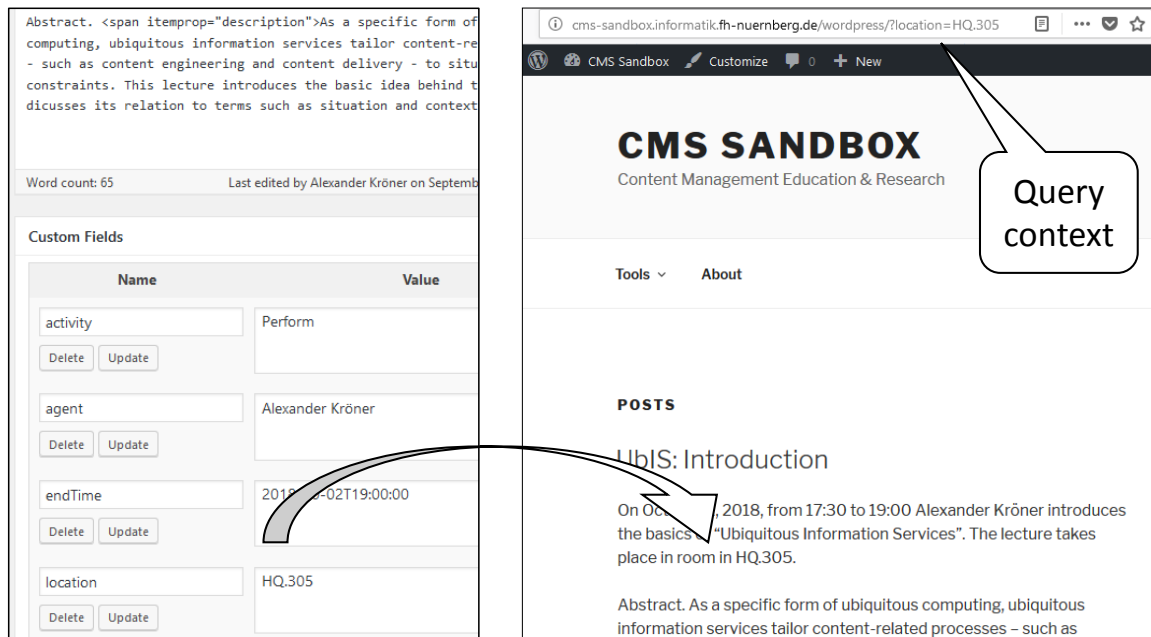 Abstract. <span itemprop="description">As a specific form of
computing, ubiquitous information services tailor content-re
- such as content engineering and content delivery - to situ
constraints. This lecture introduces the basic idea behind t
dicusses its relation to terms such as situation and context
Word count: 65 Last edited by Alexander Kröner on Septemb
Custom Fields
Name Value
activity Perform
Delete Update
agent Alexander Kröner
Delete Update
endTime 2018 -02T19:00:00
Delete Update
location HQ.305
Delete Update
cms-sandbox.informatik.fh-nuernberg.de/wordpress/?location=HQ.305
CMS Sandbox Customize 0 + New
CMS SANDBOX
Content Management Education & Research
Query
context
Tools About
POSTS
UbIS: Introduction
On , 2018, from 17:30 to 19:00 Alexander Kröner introduces
the basics “Ubiquitous Information Services”. The lecture takes
place in room in HQ.305.
Abstract. As a specific form of ubiquitous computing, ubiquitous
information services tailor content-related processes – such as